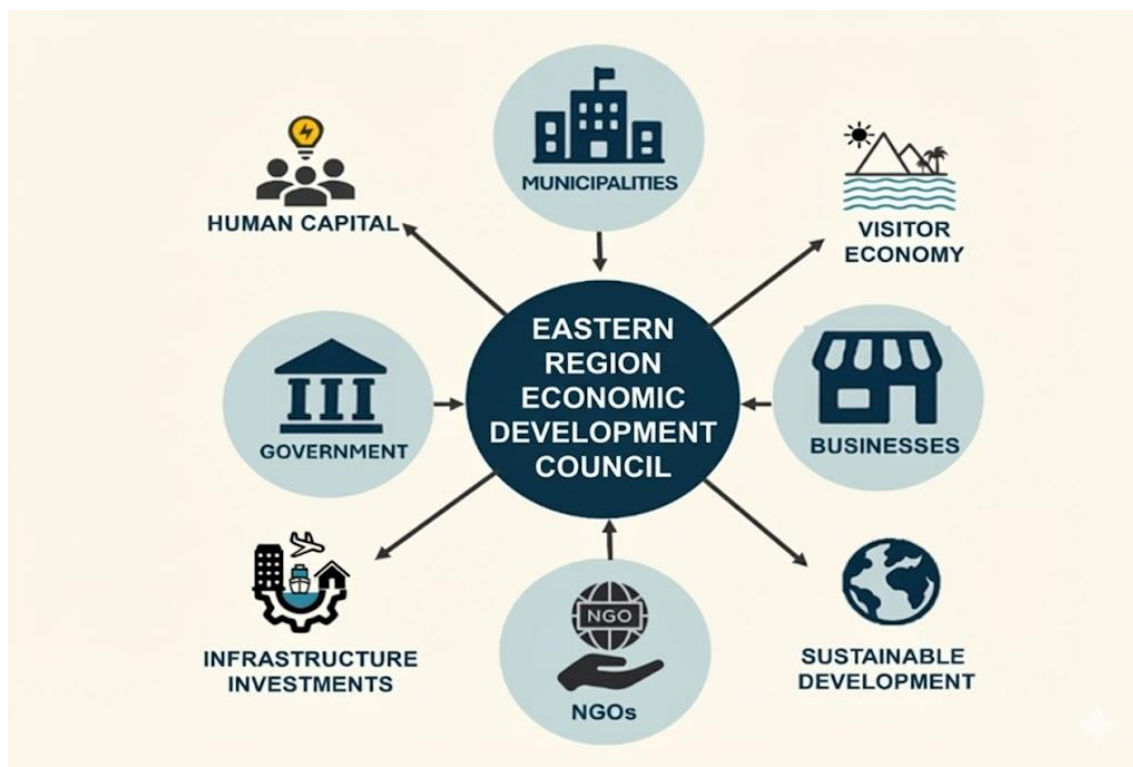 MUNICIPALITIES
HUMAN CAPITAL
VISITOR
ECONOMY
EASTERN
REGION
ECONOMIC
DEVELOPMENT
COUNCIL
GOVERNMENT
BUSINESSES
INFRASTRUCTURE
INVESTMENTS
NGO
NGOs
SUSTAINABLE
DEVELOPMENT